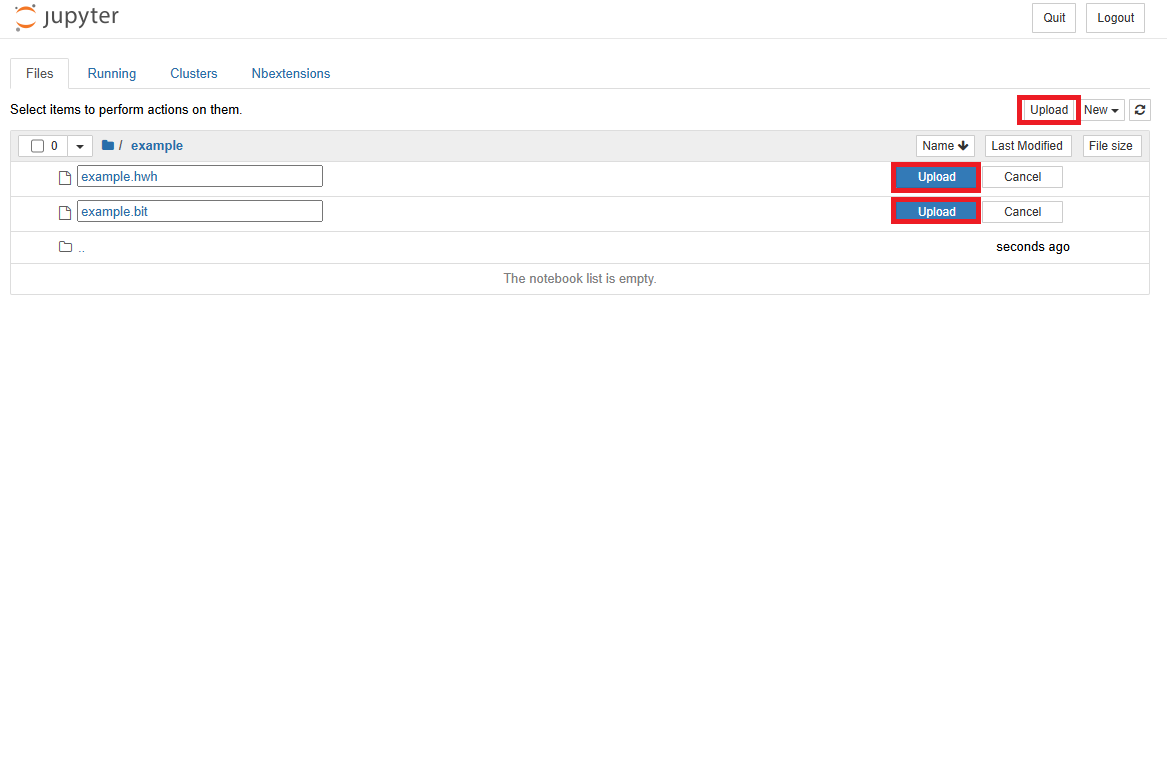 jupyter Quit Logout
Files Running Clusters Nbextensions
Select items to perform actions on them. Upload New
0 / example Name Last Modified File size
example.hwh Upload Cancel
example.bit Upload Cancel
.. seconds ago
The notebook list is empty.